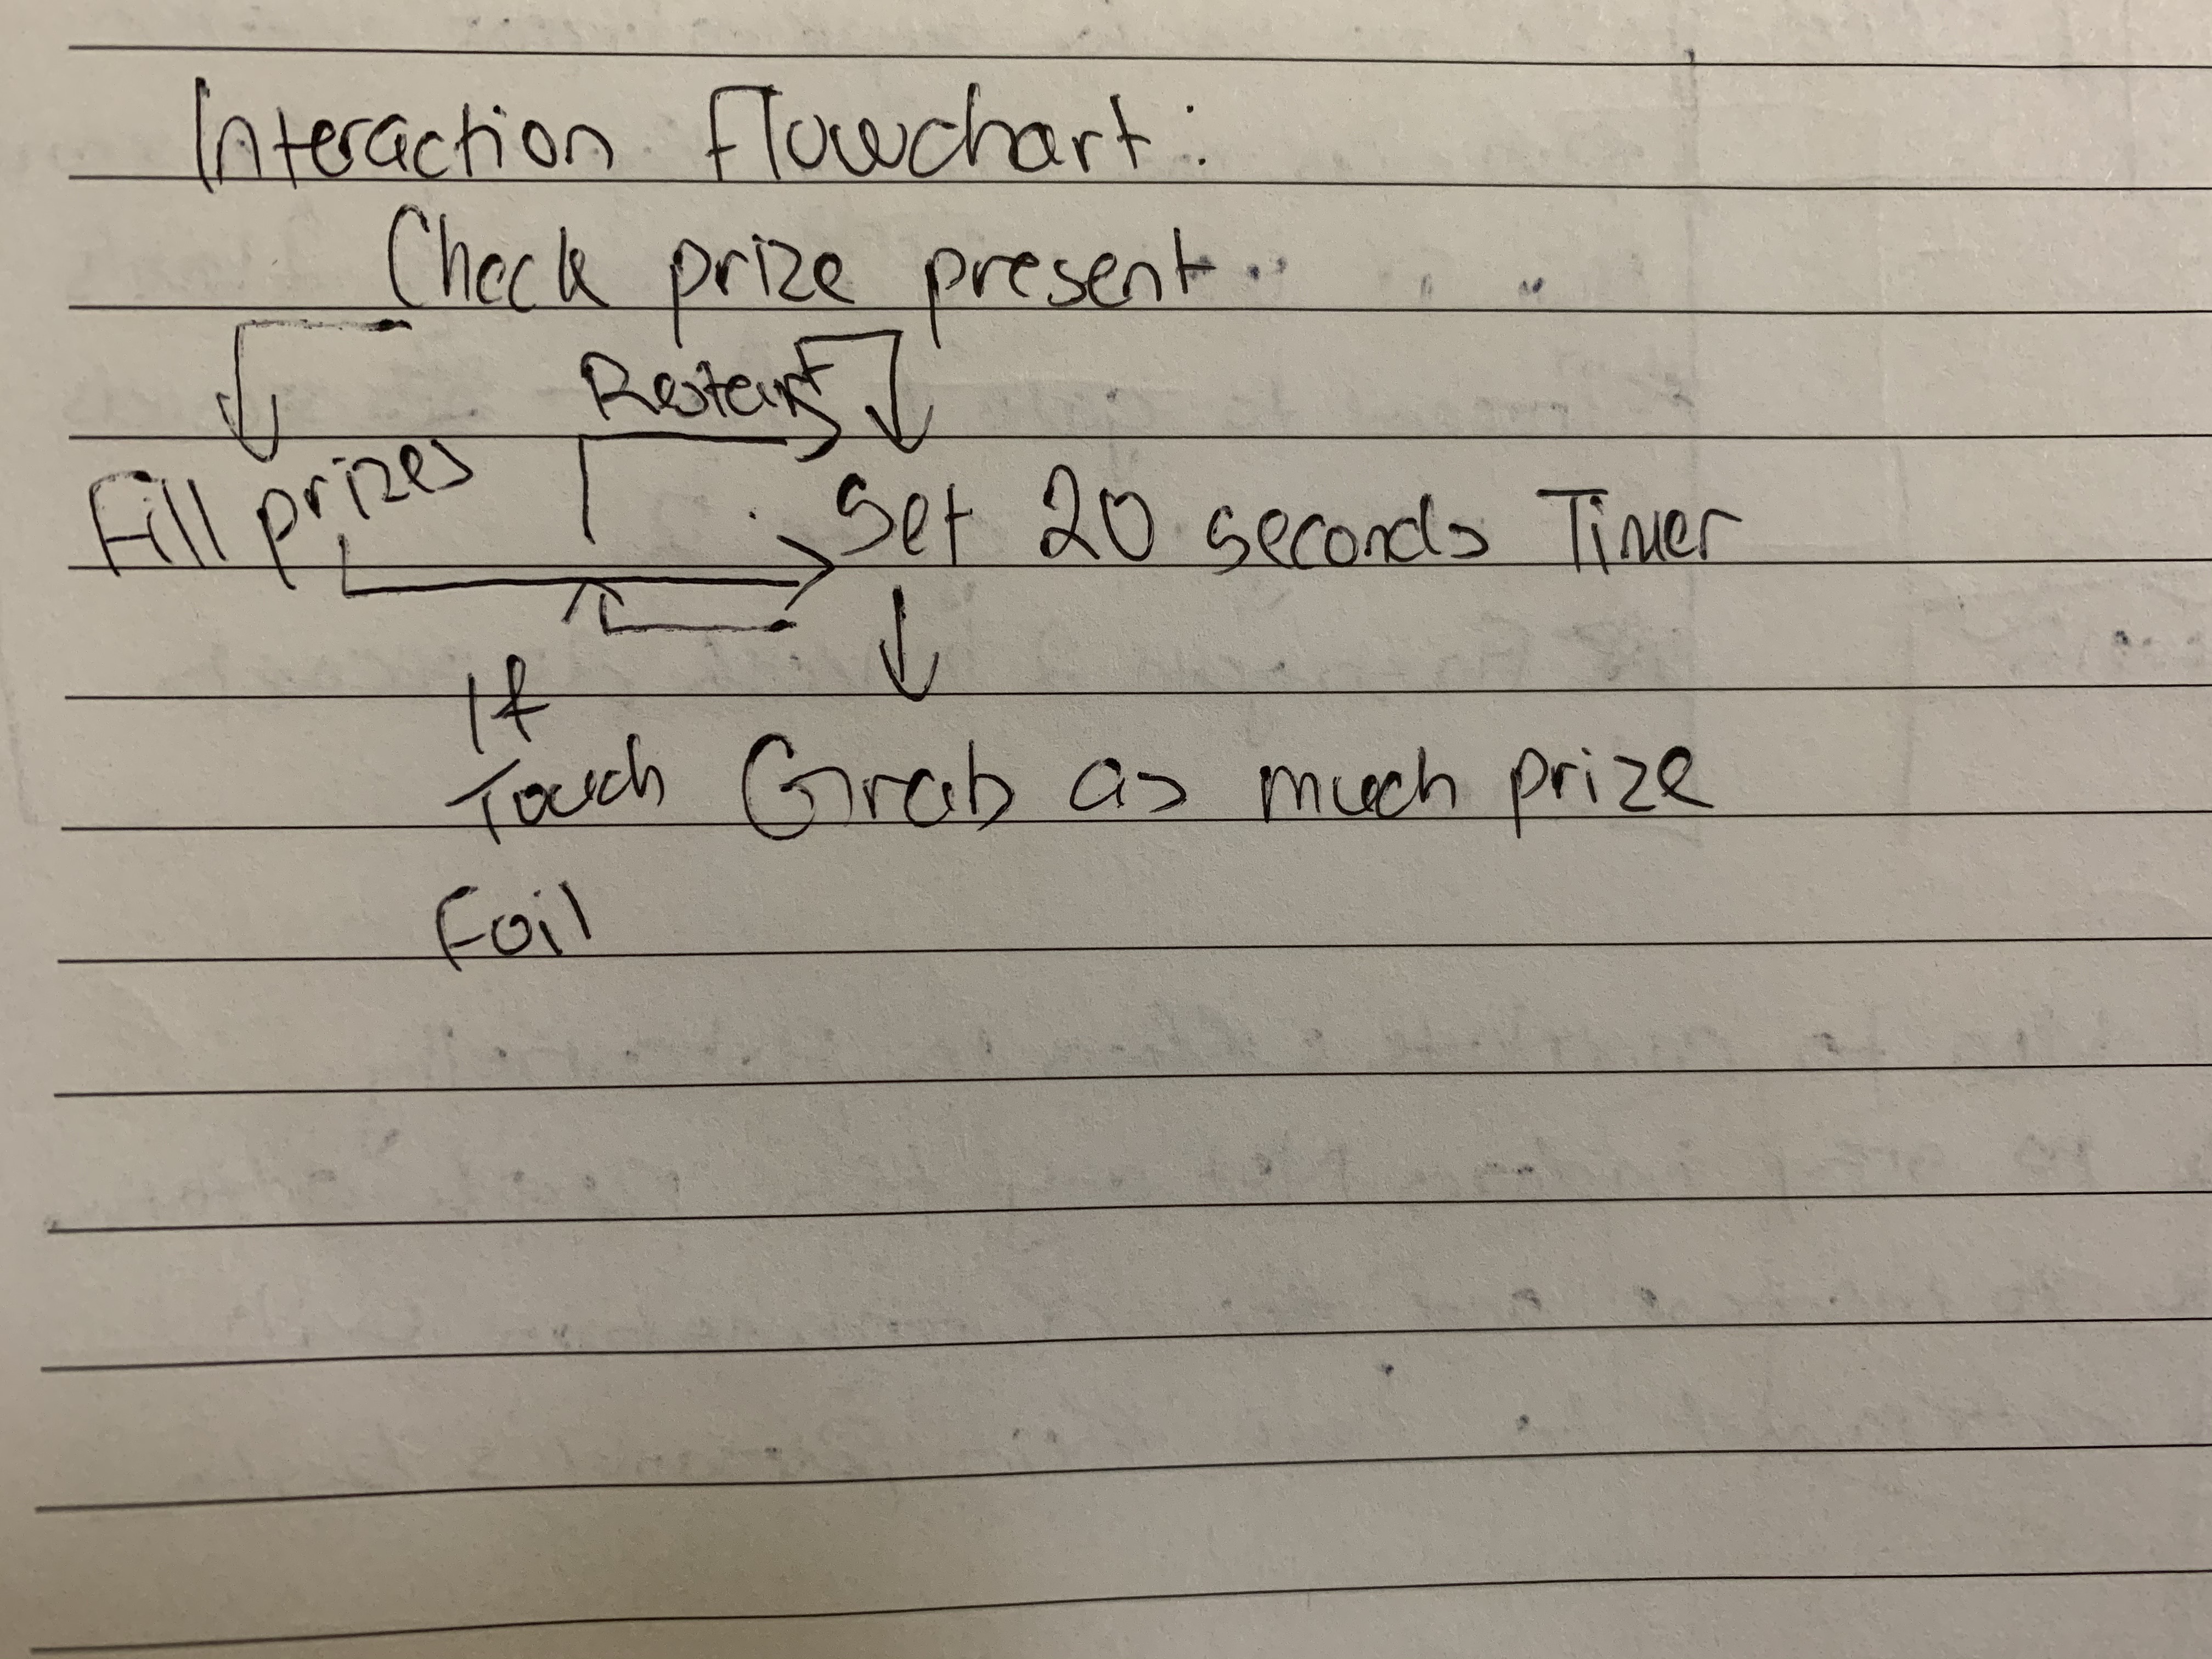 Interaction Flowchart:
Check prize present
Restart
Fill prizes
Set 20 seconds Timer
If
Touch Grab as much prize
Foil